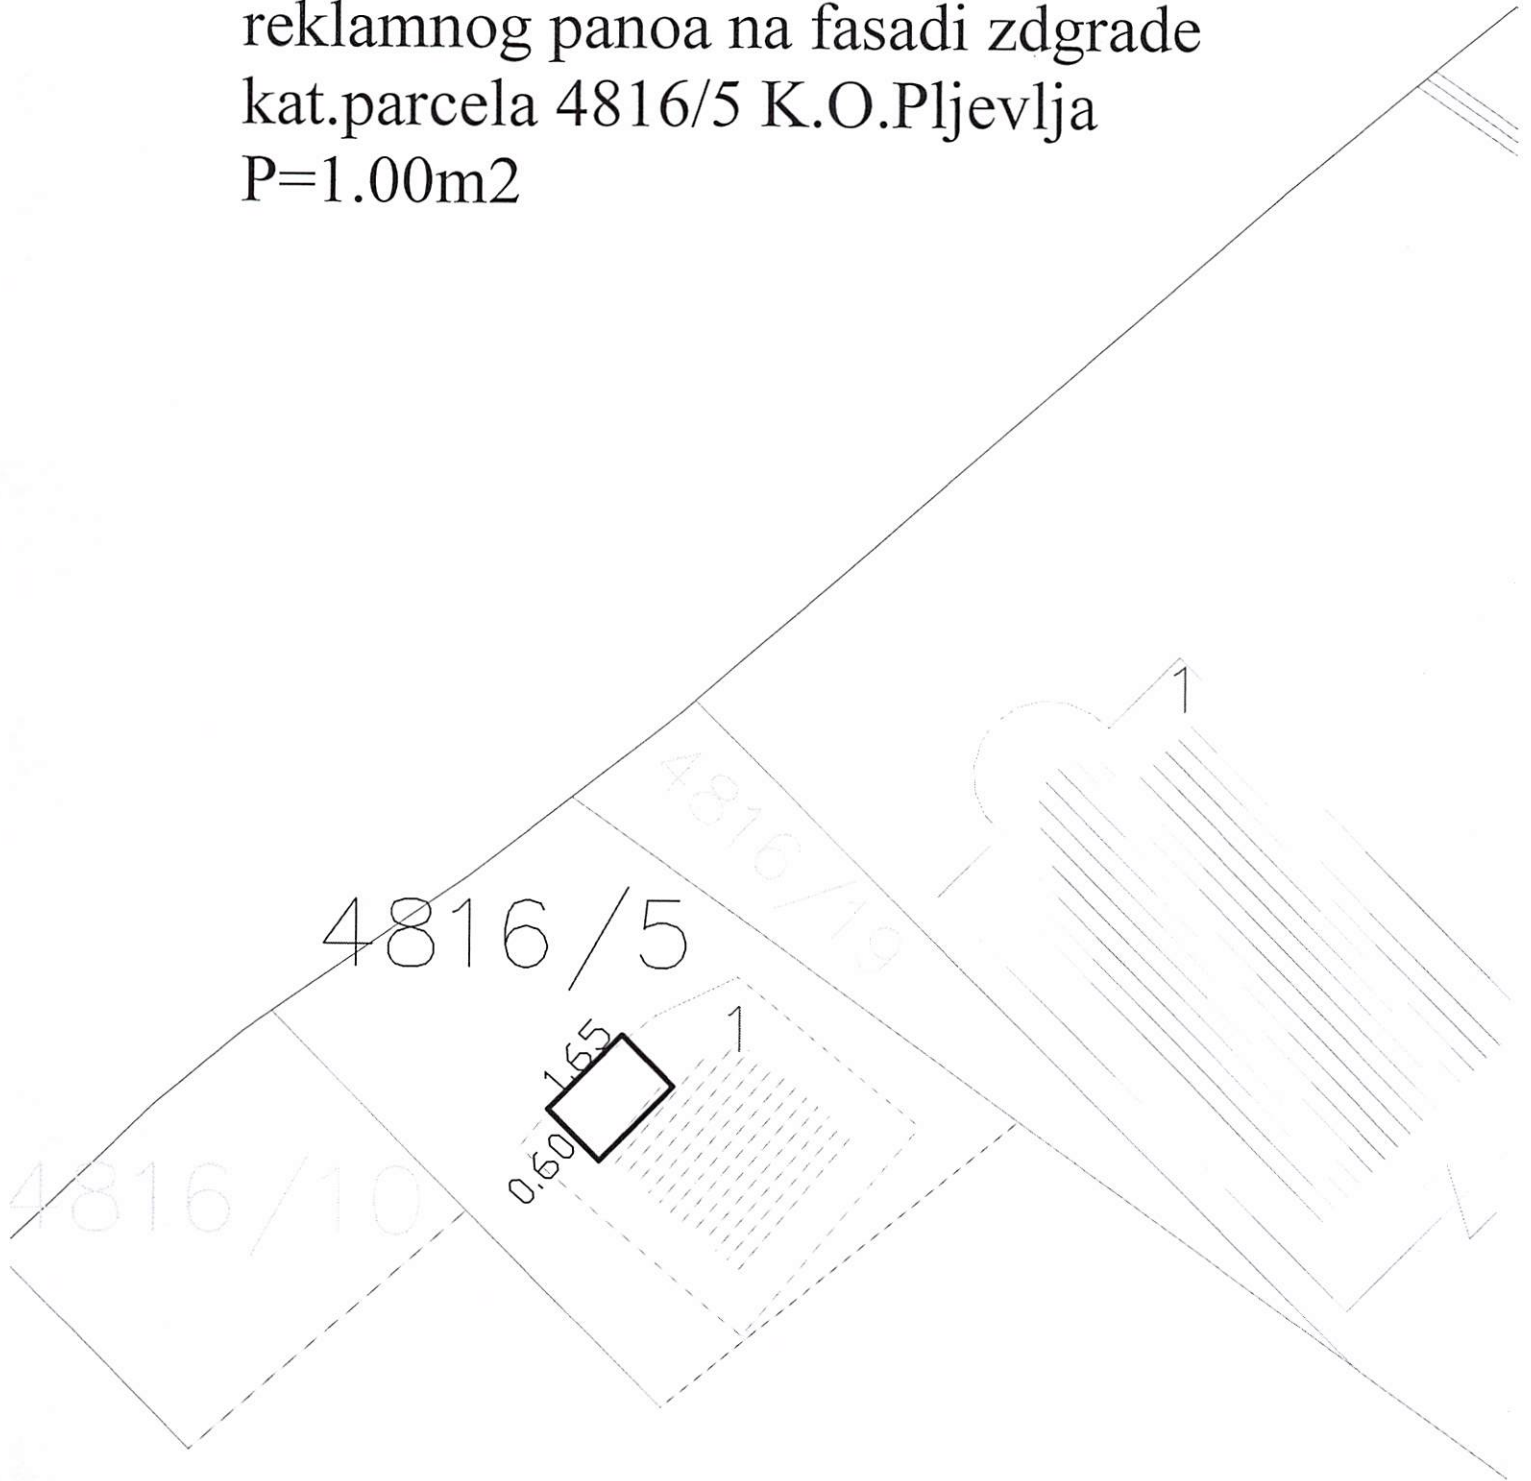 reklamnog panoa na fasadi zdgrade
kat.parcela 4816/5 K.O.Pljevlja
P=1.00m2
1
4816/19
4816/5
1
1.65
0.60
4816/10